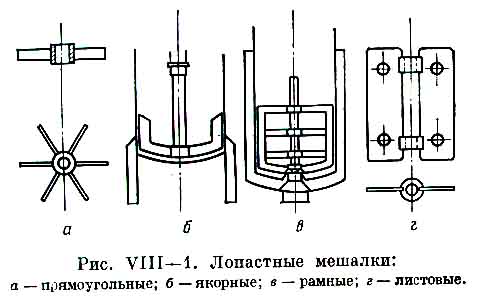 а б в г
Рис. VIII—1. Лопастные мешалки:
а — прямоугольные; б — якорные; в — рамные; г — листовые.